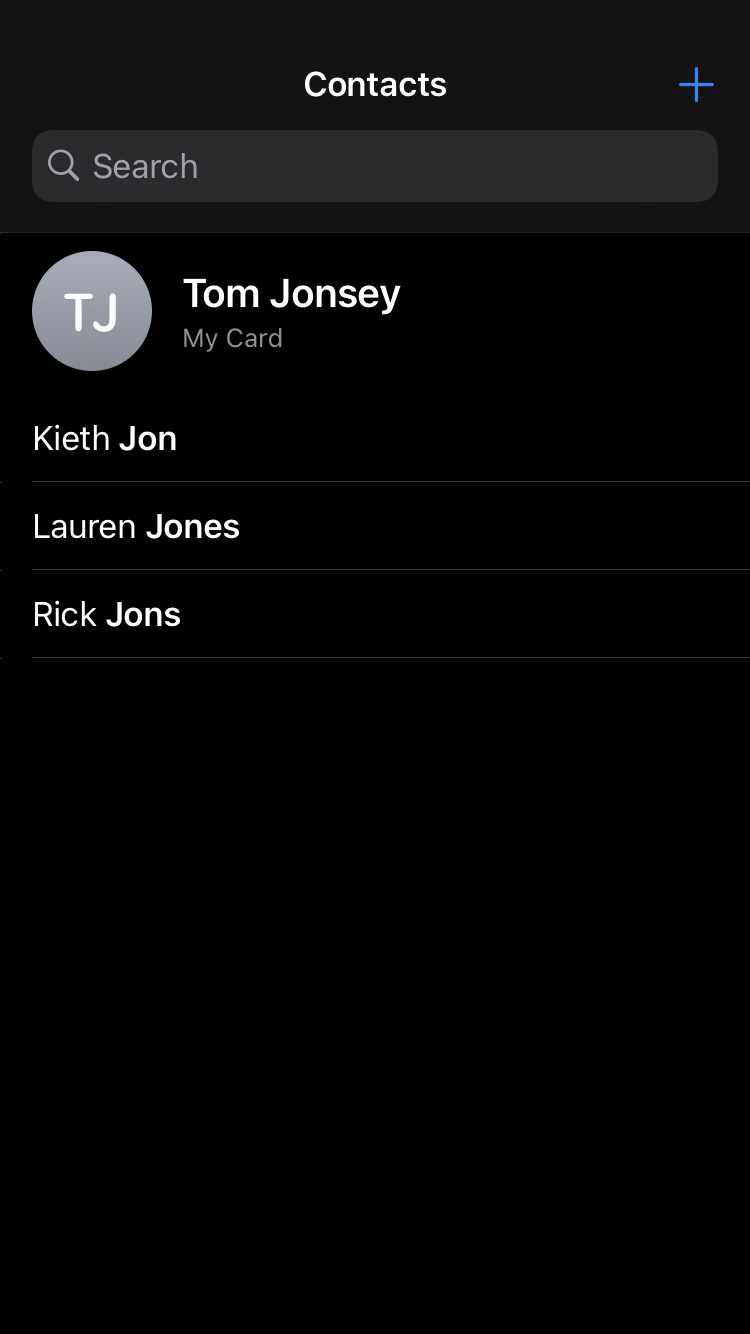 Contacts
Search
TJ
Tom Jonsey
My Card
Kieth Jon
Lauren Jones
Rick Jons